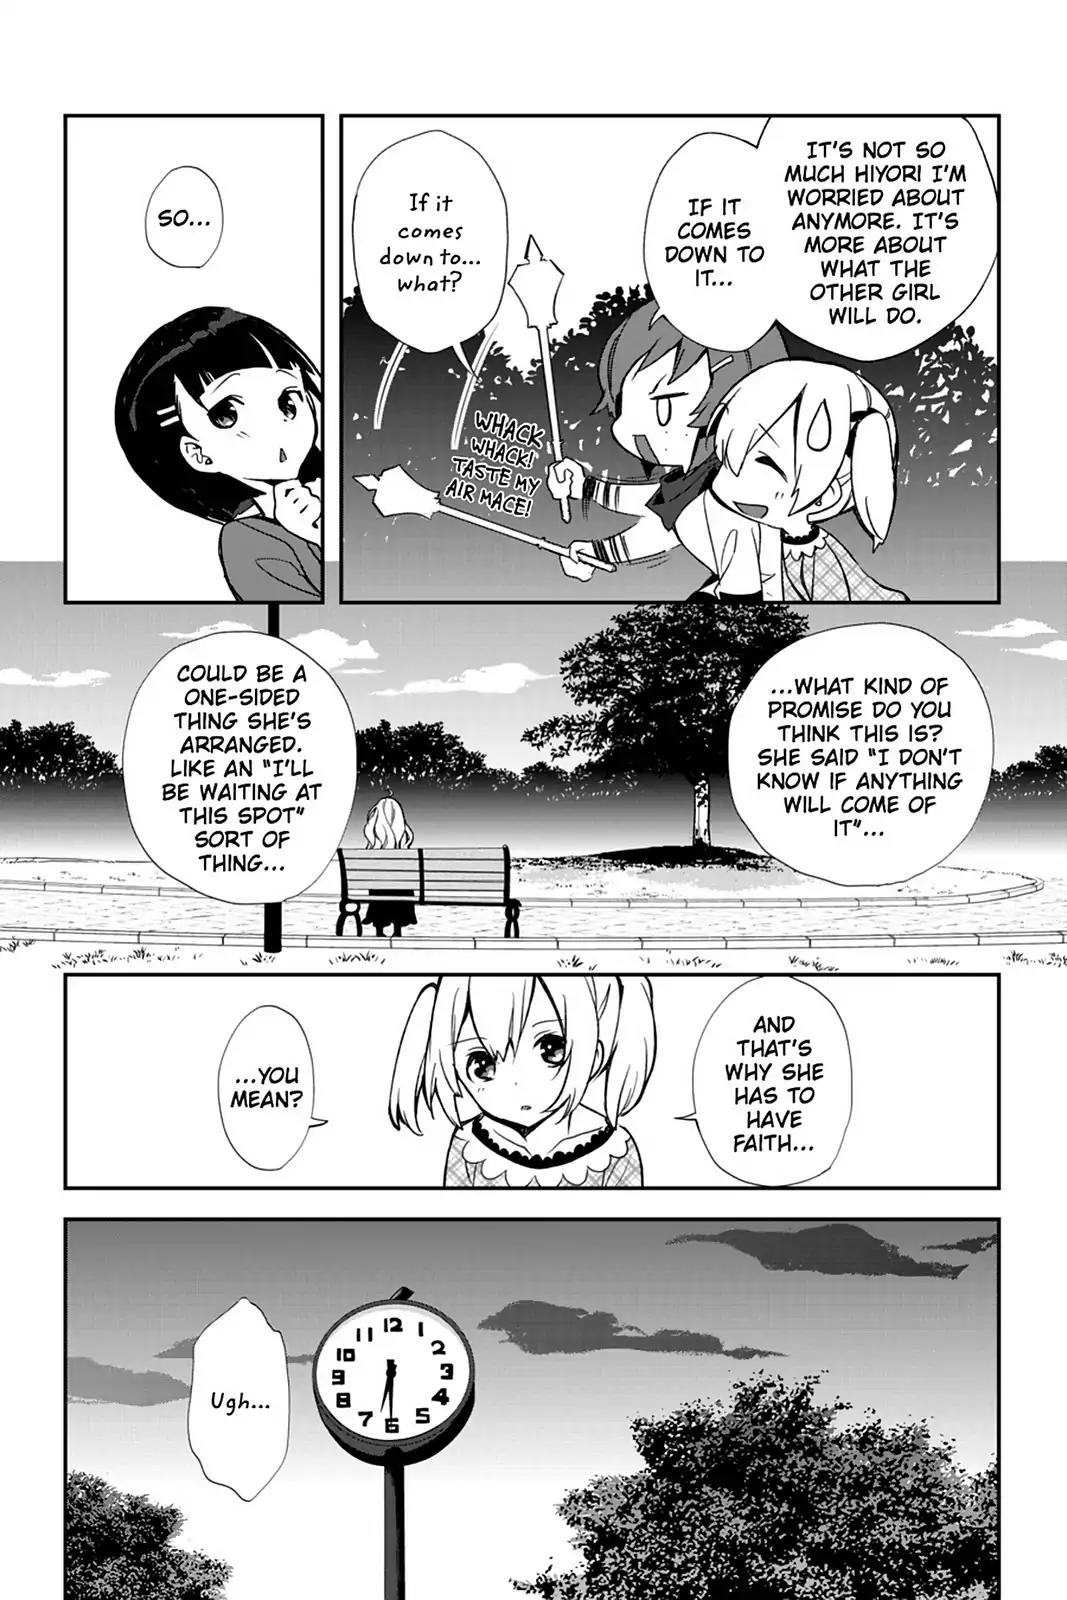 IT'S NOT SO
MUCH HIYORI I'M
WORRIED ABOUT
ANYMORE. IT'S
MORE ABOUT
WHAT THE
OTHER GIRL
WILL DO.
IF IT
COMES
DOWN TO
IT...
If it
comes
down to...
what?
WHACK
WHACK!
TASTE MY
AIR MACE!
SO...
...WHAT KIND OF
PROMISE DO YOU
THINK THIS IS?
SHE SAID "I DON'T
KNOW IF ANYTHING
WILL COME OF
IT"...
COULD BE A
ONE-SIDED
THING SHE'S
ARRANGED.
LIKE AN "I'LL
BE WAITING AT
THIS SPOT"
SORT OF
THING...
AND
THAT'S
WHY SHE
HAS TO
HAVE
FAITH...
...YOU
MEAN?
Ugh...
12
1
2
3
4
5
6
7
8
9
10
11